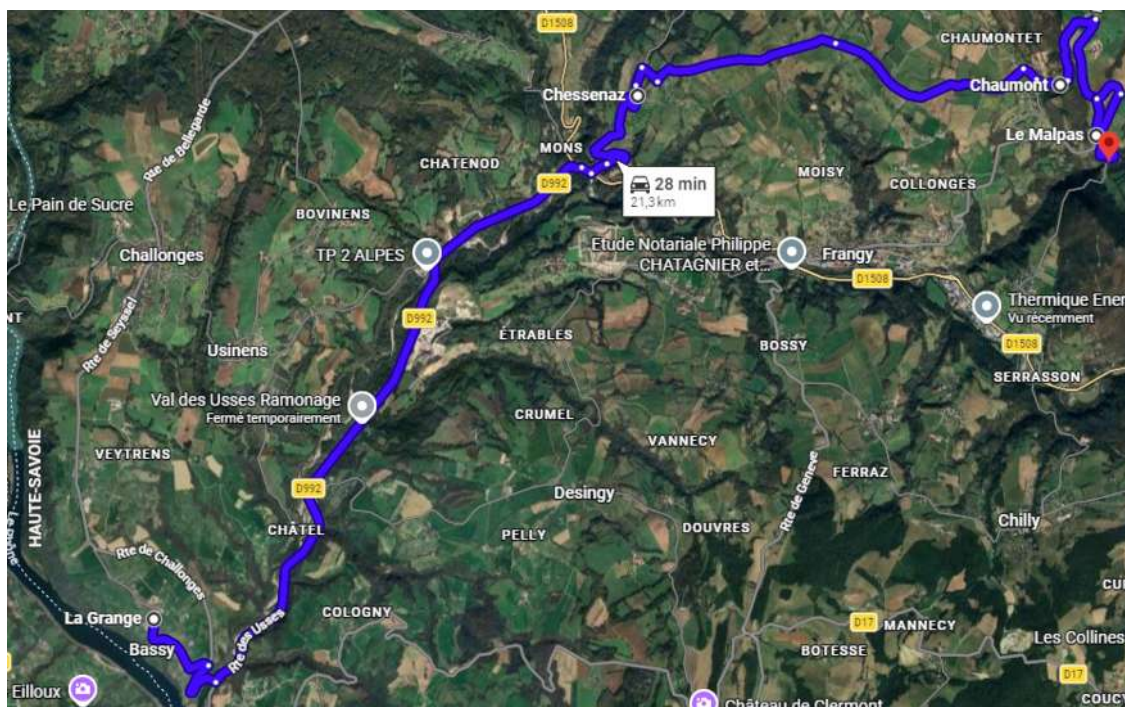 D1508
CHAUMONTET
Chessenaz
Chaumont
Rte de Bellegarde
MONS
Le Malpas
CHATENOD
D992
28 min
21,3 km
MOISY
COLLONGES
Le Pain de Sucre
BOVINENS
Challonges
TP 2 ALPES
Etude Notariale Philippe
CHATAGNIER et...
Frangy
D1508
Thermique Ener
Vu récemment
NT
Rte de Seyssel
D992
ÉTRABLES
Usinens
BOSSY
D1508
SERRASSON
Val des Usses Ramonage
Fermé temporairement
CRUMEL
VANNECY
HAUTE-SAVOIE
VEYTRENS
FERRAZ
Rte de Genève
D992
Desingy
CHÂTEL
PELLY
DOUVRES
Chilly
Rte de Challonges
La Grange
COLOGNY
Rte des Usses
D17
MANNECY
Bassy
BOTESSE
Les Collines
D17
Eilloux
Château de Clermont
COUCY